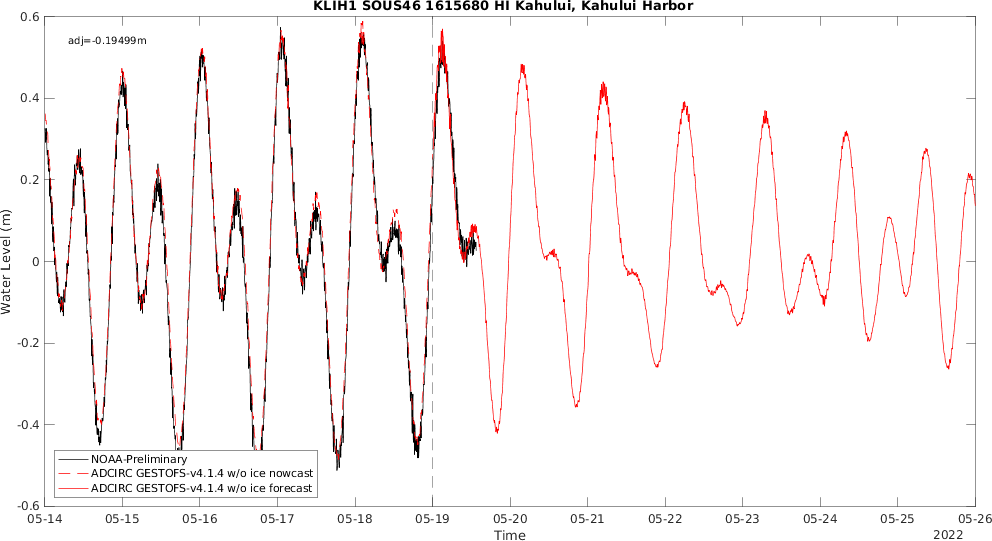 KLIH1 SOUS46 1615680 HI Kahului, Kahului Harbor
adj=-0.19499m
0.6
0.4
0.2
0
-0.2
-0.4
-0.6
Water Level (m)
NOAA-Preliminary
ADCIRC GESTOFS-v4.1.4 w/o ice nowcast
ADCIRC GESTOFS-v4.1.4 w/o ice forecast
05-14 05-15 05-16 05-17 05-18 05-19 05-20 05-21 05-22 05-23 05-24 05-25 05-26
Time
2022